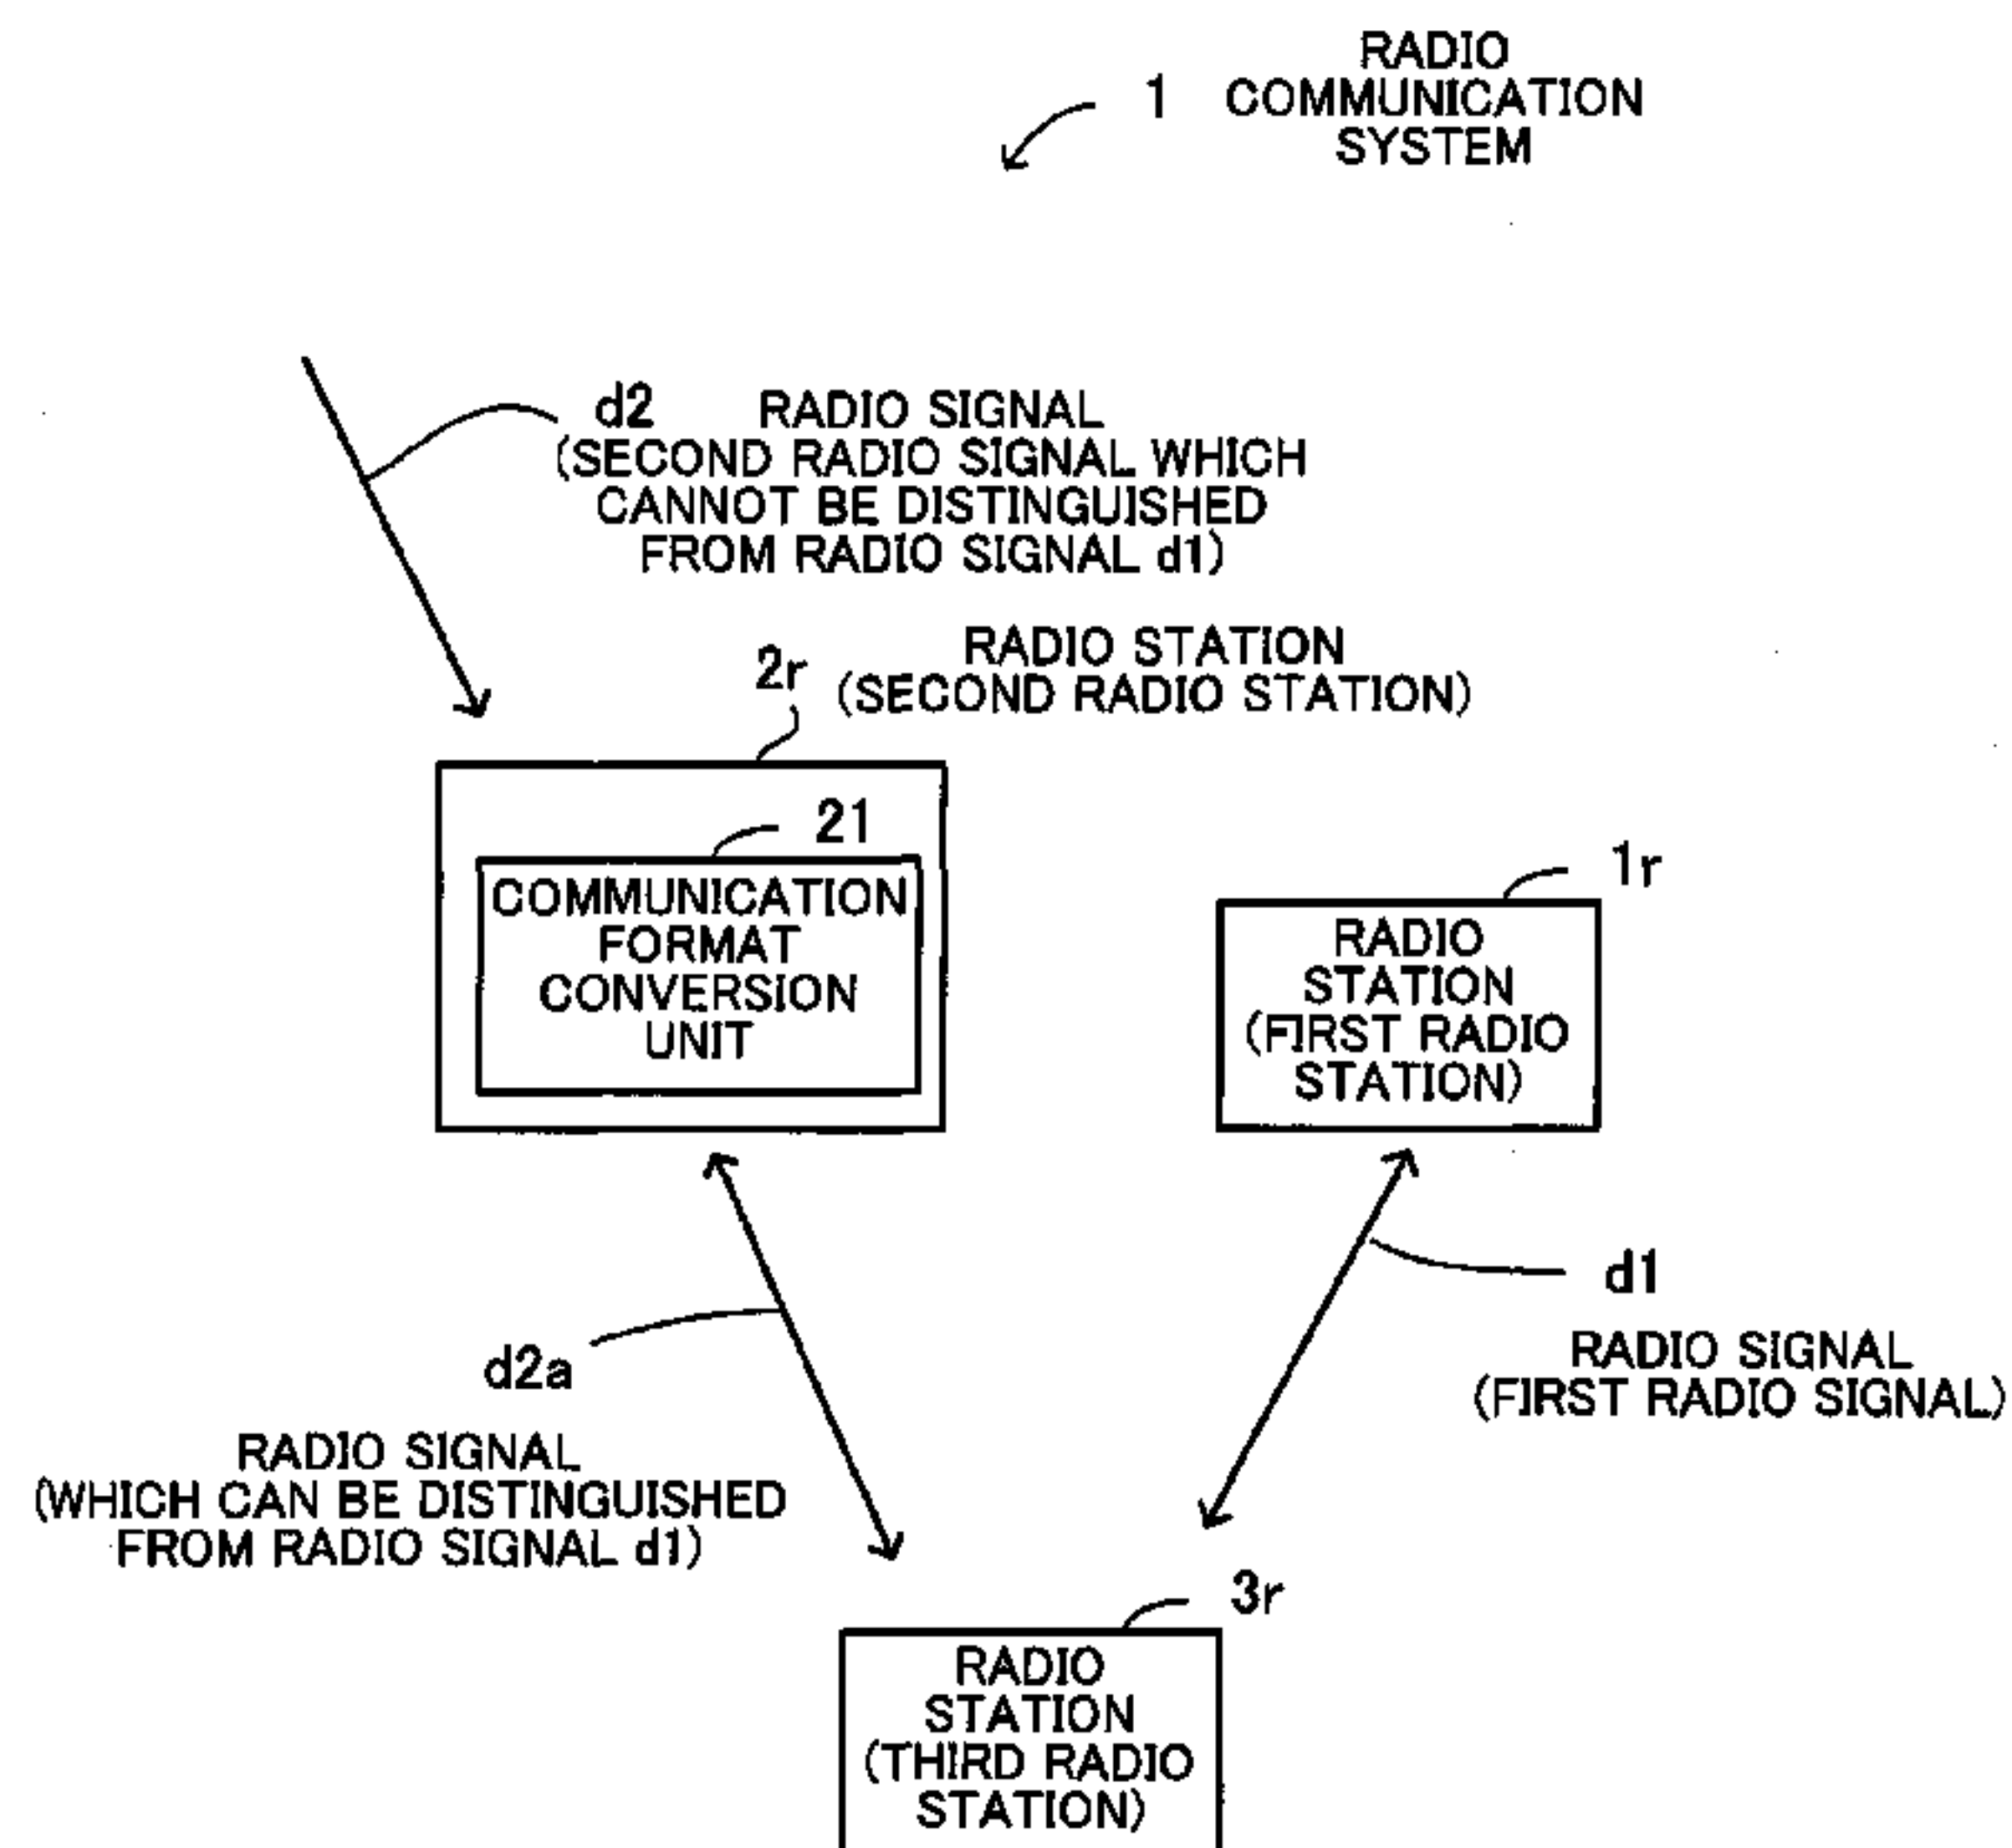 RADIO
1 COMMUNICATION
SYSTEM
d2 RADIO SIGNAL
(SECOND RADIO SIGNAL WHICH
CANNOT BE DISTINGUISHED
FROM RADIO SIGNAL d1)
2r RADIO STATION
(SECOND RADIO STATION)
21
COMMUNICATION
FORMAT
CONVERSION
UNIT
1r
RADIO
STATION
(FIRST RADIO
STATION)
d1
RADIO SIGNAL
(FIRST RADIO SIGNAL)
d2a
RADIO SIGNAL
(WHICH CAN BE DISTINGUISHED
FROM RADIO SIGNAL d1)
3r
RADIO
STATION
(THIRD RADIO
STATION)